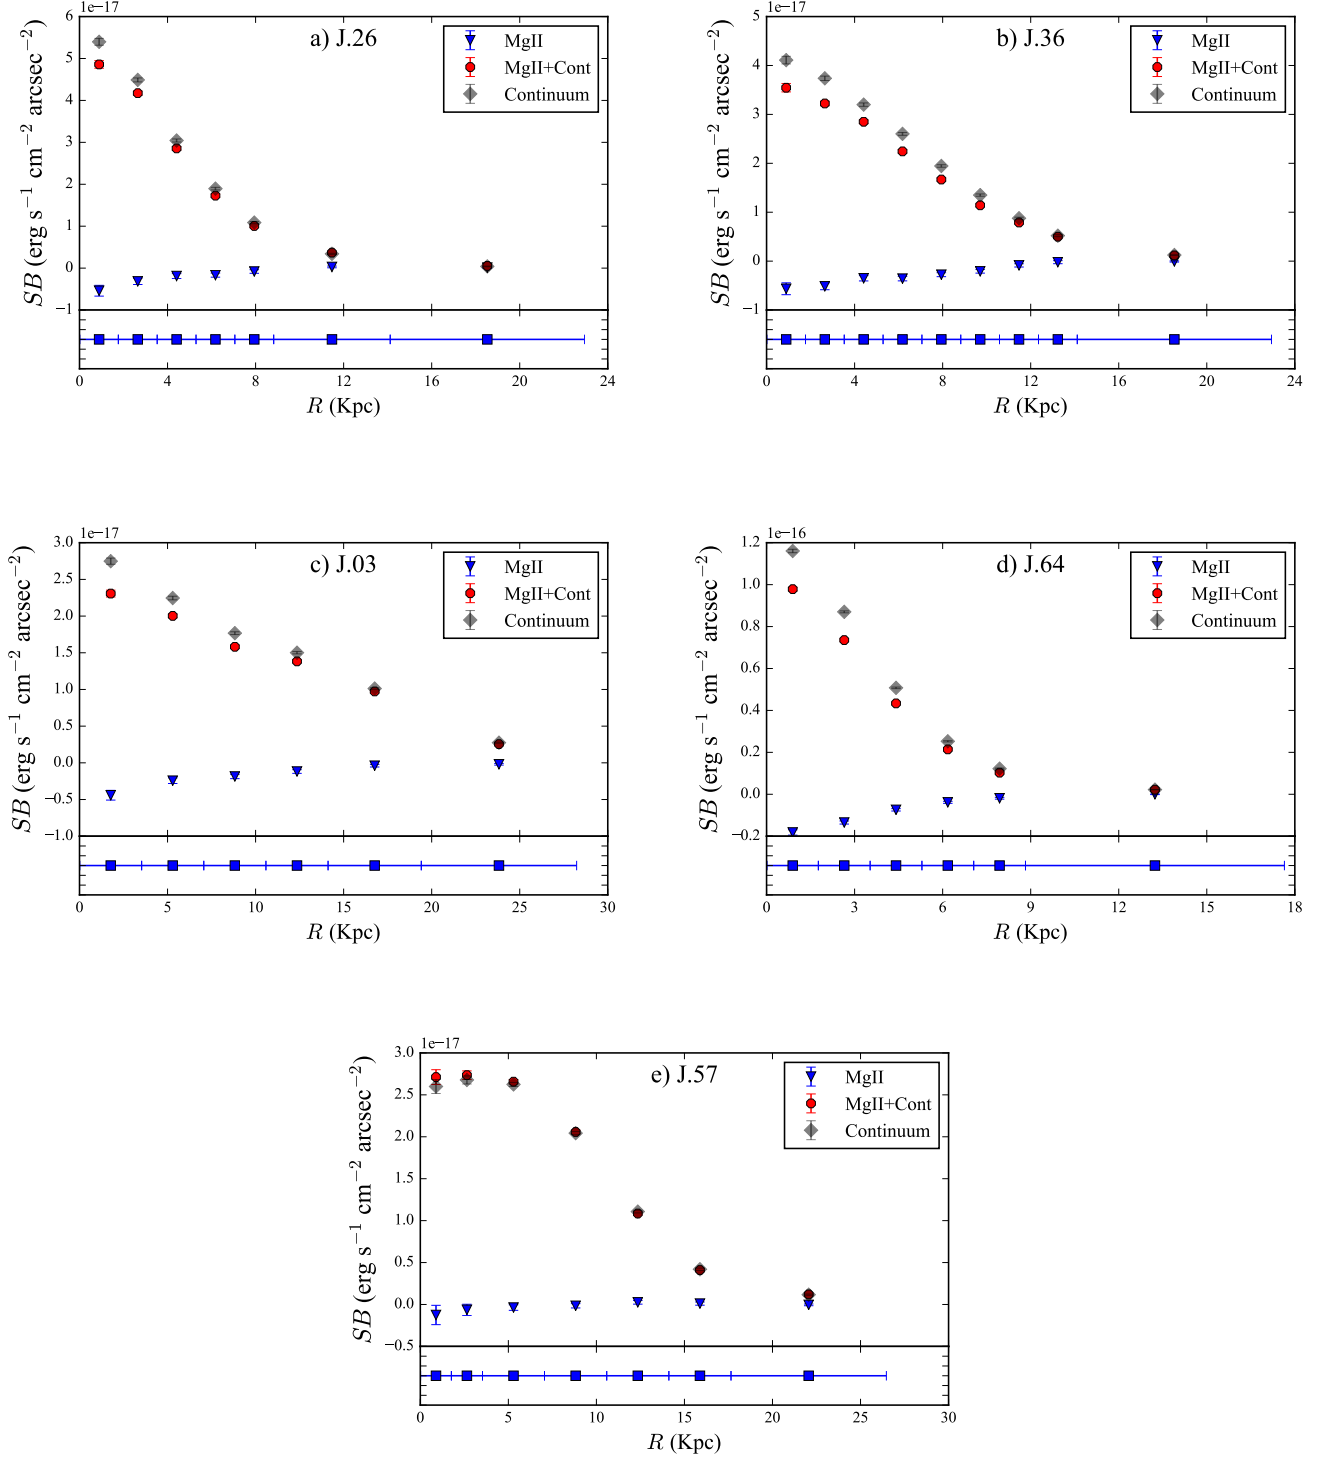 1e−17
a) J.26
MgII
MgII+Cont
Continuum
SB (erg s−1 cm−2 arcsec−2)
6
5
4
3
2
1
0
−1
0 4 8 12 16 20 24
R (Kpc)
1e−17
b) J.36
MgII
MgII+Cont
Continuum
SB (erg s−1 cm−2 arcsec−2)
5
4
3
2
1
0
−1
0 4 8 12 16 20 24
R (Kpc)
1e−17
c) J.03
MgII
MgII+Cont
Continuum
SB (erg s−1 cm−2 arcsec−2)
3.0
2.5
2.0
1.5
1.0
0.5
0.0
−0.5
−1.0
0 5 10 15 20 25 30
R (Kpc)
1e−16
d) J.64
MgII
MgII+Cont
Continuum
SB (erg s−1 cm−2 arcsec−2)
1.2
1.0
0.8
0.6
0.4
0.2
0.0
−0.2
0 3 6 9 12 15 18
R (Kpc)
1e−17
e) J.57
MgII
MgII+Cont
Continuum
SB (erg s−1 cm−2 arcsec−2)
3.0
2.5
2.0
1.5
1.0
0.5
0.0
−0.5
0 5 10 15 20 25 30
R (Kpc)